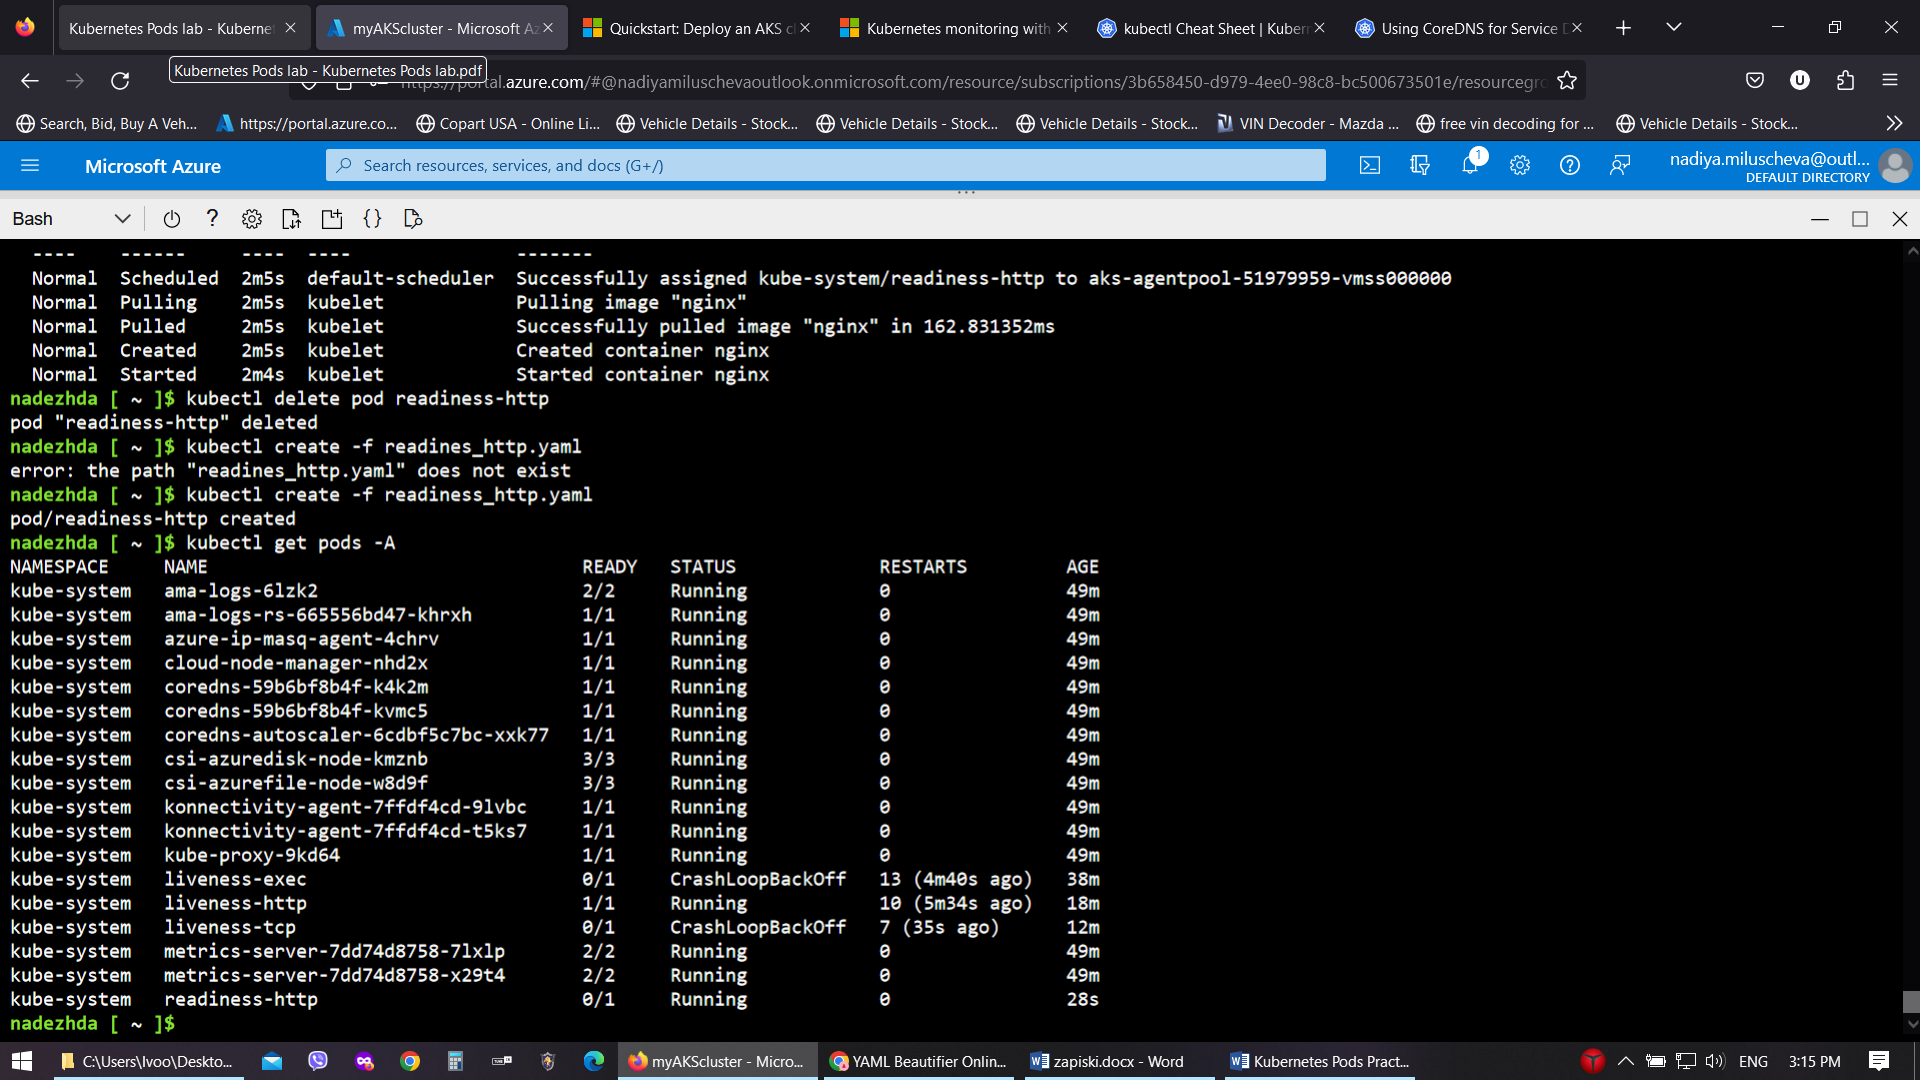 Kubernetes Pods lab - Kubernet
myAKScluster - Microsoft Az
Quickstart: Deploy an AKS cl
Kubernetes monitoring with
kubectl Cheat Sheet | Kubern
Using CoreDNS for Service D
Kubernetes Pods lab - Kubernetes Pods lab.pdf
https://portal.azure.com/#@nadiyamiluschevaoutlook.onmicrosoft.com/resource/subscriptions/3b658450-d979-4ee0-98c8-bc500673501e/resourcegro
Search, Bid, Buy A Veh...
https://portal.azure.co...
Copart USA - Online Li...
Vehicle Details - Stock...
Vehicle Details - Stock...
Vehicle Details - Stock...
VIN Decoder - Mazda ...
free vin decoding for ...
Vehicle Details - Stock...
Microsoft Azure
Search resources, services, and docs (G+/)
1
nadiya.miluscheva@outl...
DEFAULT DIRECTORY
Bash
---- ------ ---- ---- -------
Normal Scheduled 2m5s default-scheduler Successfully assigned kube-system/readiness-http to aks-agentpool-51979959-vmss000000
Normal Pulling 2m5s kubelet Pulling image "nginx"
Normal Pulled 2m5s kubelet Successfully pulled image "nginx" in 162.831352ms
Normal Created 2m5s kubelet Created container nginx
Normal Started 2m4s kubelet Started container nginx
nadezhda [ ~ ]$ kubectl delete pod readiness-http
pod "readiness-http" deleted
nadezhda [ ~ ]$ kubectl create -f readines_http.yaml
error: the path "readines_http.yaml" does not exist
nadezhda [ ~ ]$ kubectl create -f readiness_http.yaml
pod/readiness-http created
nadezhda [ ~ ]$ kubectl get pods -A
NAMESPACE NAME READY STATUS RESTARTS AGE
kube-system ama-logs-6lzk2 2/2 Running 0 49m
kube-system ama-logs-rs-665556bd47-khrxh 1/1 Running 0 49m
kube-system azure-ip-masq-agent-4chrv 1/1 Running 0 49m
kube-system cloud-node-manager-nhd2x 1/1 Running 0 49m
kube-system coredns-59b6bf8b4f-k4k2m 1/1 Running 0 49m
kube-system coredns-59b6bf8b4f-kvmc5 1/1 Running 0 49m
kube-system coredns-autoscaler-6cdbf5c7bc-xxk77 1/1 Running 0 49m
kube-system csi-azuredisk-node-kmznb 3/3 Running 0 49m
kube-system csi-azurefile-node-w8d9f 3/3 Running 0 49m
kube-system konnectivity-agent-7ffdf4cd-9lvbc 1/1 Running 0 49m
kube-system konnectivity-agent-7ffdf4cd-t5ks7 1/1 Running 0 49m
kube-system kube-proxy-9kd64 1/1 Running 0 49m
kube-system liveness-exec 0/1 CrashLoopBackOff 13 (4m40s ago) 38m
kube-system liveness-http 1/1 Running 10 (5m34s ago) 18m
kube-system liveness-tcp 0/1 CrashLoopBackOff 7 (35s ago) 12m
kube-system metrics-server-7dd74d8758-7lxlp 2/2 Running 0 49m
kube-system metrics-server-7dd74d8758-x29t4 2/2 Running 0 49m
kube-system readiness-http 0/1 Running 0 28s
nadezhda [ ~ ]$
C:\Users\Ivoo\Deskto...
myAKScluster - Micro...
YAML Beautifier Onlin...
zapiski.docx - Word
Kubernetes Pods Pract...
ENG
3:15 PM